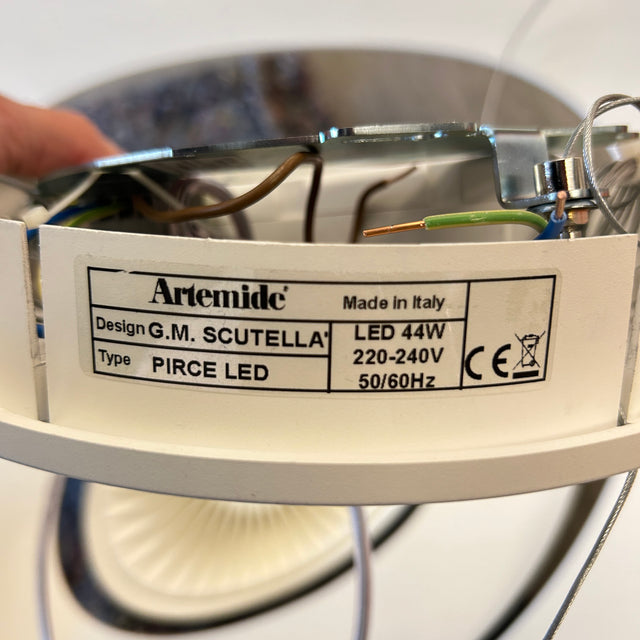 Artemide
Made in Italy
Design G.M. SCUTELLA'
Type PIRCE LED
LED 44W
220-240V
50/60Hz
CE